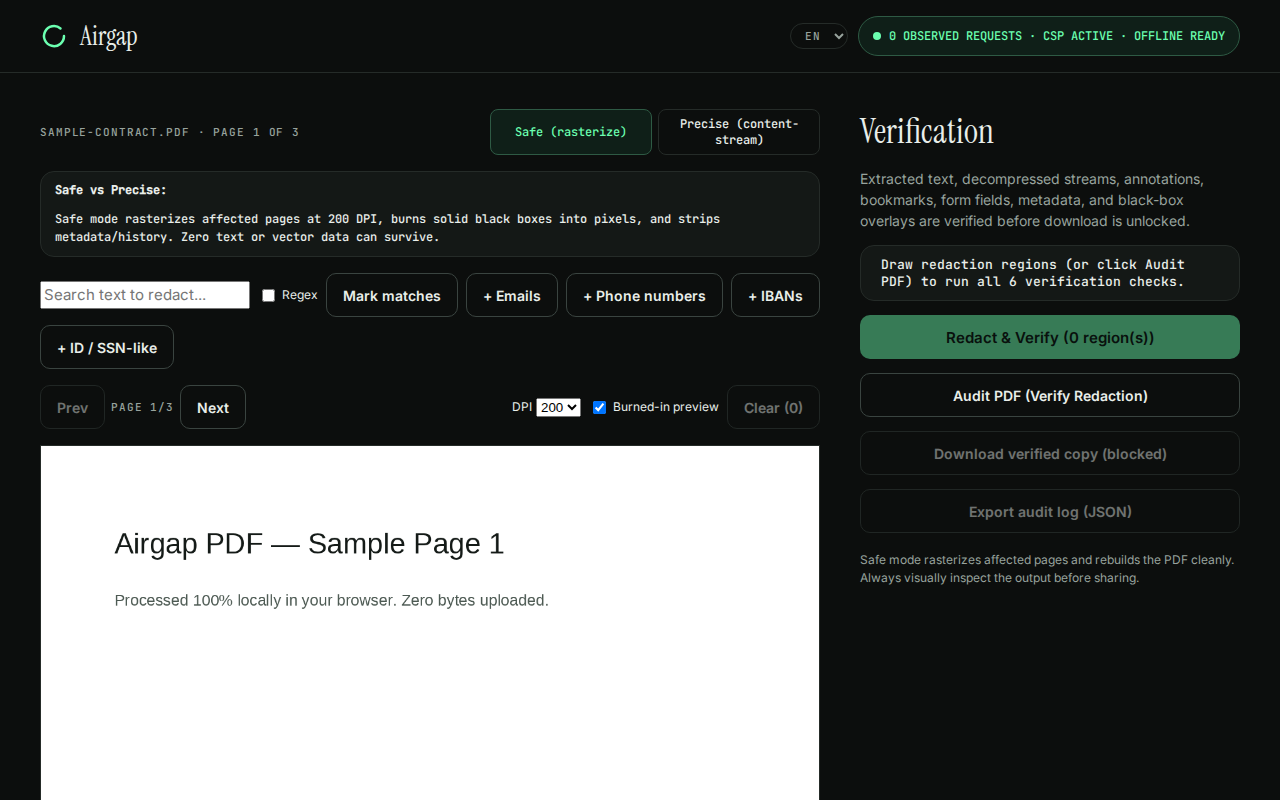 Airgap
EN
0 OBSERVED REQUESTS · CSP ACTIVE · OFFLINE READY
SAMPLE-CONTRACT.PDF · PAGE 1 OF 3
Safe (rasterize)
Precise (content-
stream)
Safe vs Precise:
Safe mode rasterizes affected pages at 200 DPI, burns solid black boxes into pixels, and strips
metadata/history. Zero text or vector data can survive.
Search text to redact...
Regex
Mark matches
+ Emails
+ Phone numbers
+ IBANs
+ ID / SSN-like
Prev
PAGE 1/3
Next
DPI 200
Burned-in preview
Clear (0)
Airgap PDF — Sample Page 1
Processed 100% locally in your browser. Zero bytes uploaded.
Verification
Extracted text, decompressed streams, annotations,
bookmarks, form fields, metadata, and black-box
overlays are verified before download is unlocked.
Draw redaction regions (or click Audit
PDF) to run all 6 verification checks.
Redact & Verify (0 region(s))
Audit PDF (Verify Redaction)
Download verified copy (blocked)
Export audit log (JSON)
Safe mode rasterizes affected pages and rebuilds the PDF cleanly.
Always visually inspect the output before sharing.